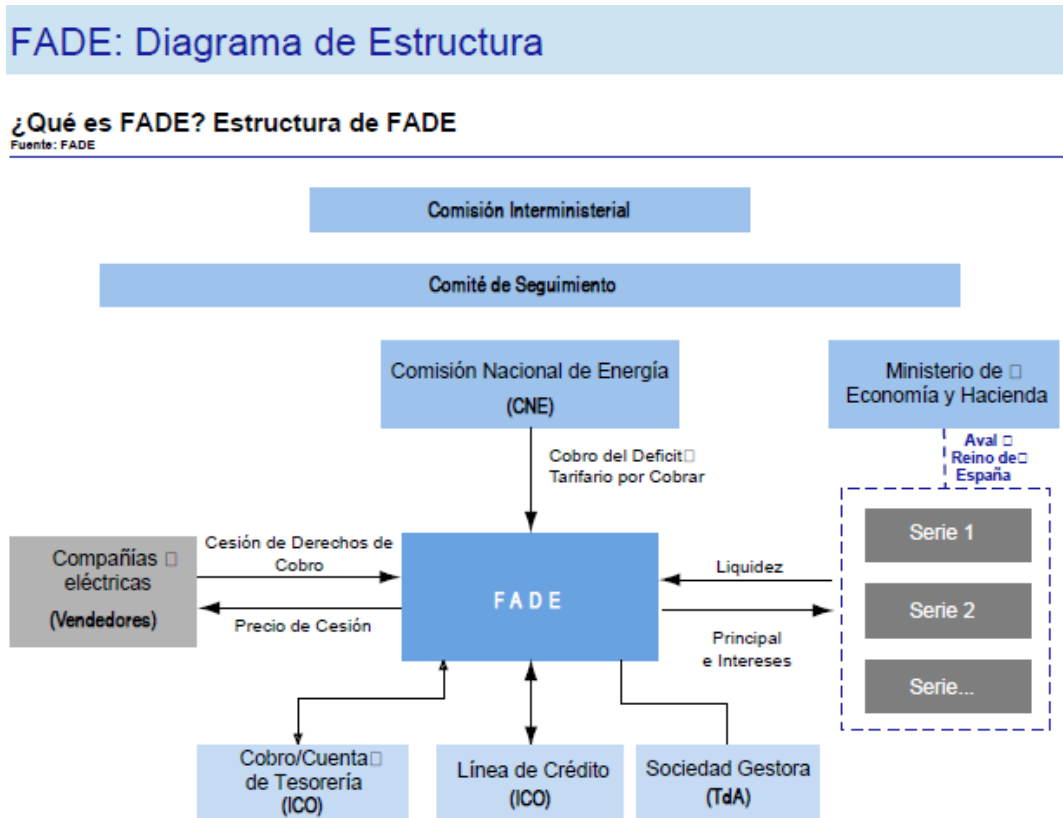 FADE: Diagrama de Estructura
¿Qué es FADE? Estructura de FADE
Fuente: FADE
Comisión Interministerial
Comité de Seguimiento
Comisión Nacional de Energía
(CNE)
Ministerio de
Economía y Hacienda
Aval
Reino de
España
Cobro del Deficit
Tarifario por Cobrar
Compañías
eléctricas
(Vendedores)
Cesión de Derechos de
Cobro
Precio de Cesión
FADE
Liquidez
Principal
e Intereses
Serie 1
Serie 2
Serie...
Cobro/Cuenta
de Tesorería
(ICO)
Línea de Crédito
(ICO)
Sociedad Gestora
(TdA)